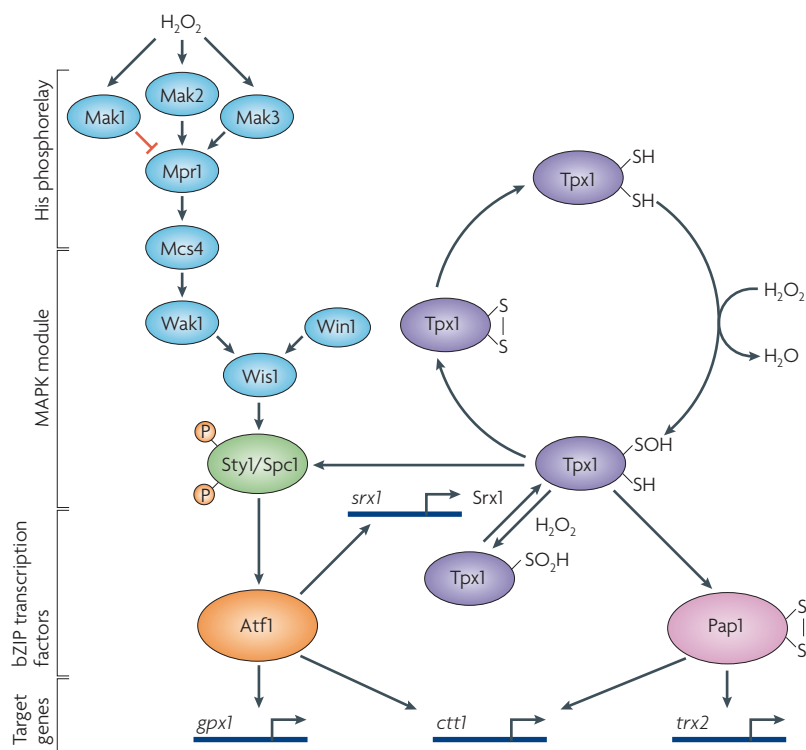 H₂O₂
His phosphorelay
Mak1
Mak2
Mak3
Mpr1
Mcs4
MAPK module
Wak1
Win1
Wis1
P
P
Sty1/Spc1
Tpx1
SH
SH
Tpx1
S
S
H₂O₂
H₂O
Tpx1
SOH
SH
srx1
Srx1
H₂O₂
Tpx1
SO₂H
bZIP transcription
factors
Atf1
Pap1
S
S
Target
genes
gpx1
ctt1
trx2